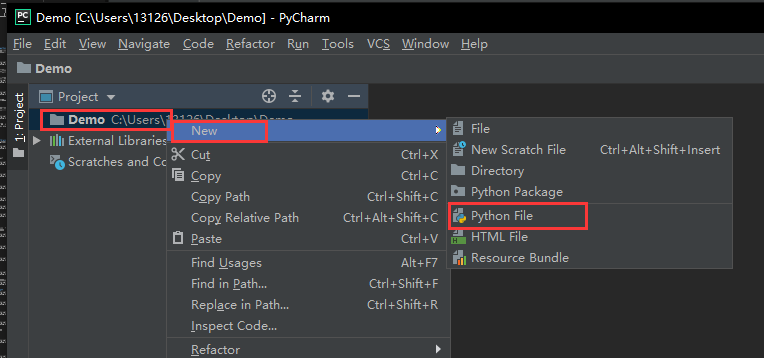 PC Demo [C:\Users\13126\Desktop\Demo] - PyCharm
File Edit View Navigate Code Refactor Run Tools Tests VCS Window Help
Demo
1: Project
Project
Demo C:\Users\13126\Desktop\Demo
External Libraries
Scratches and Co
New
Cut Ctrl+X
Copy Ctrl+C
Copy Path Ctrl+Shift+C
Copy Relative Path Ctrl+Alt+Shift+C
Paste Ctrl+V
Find Usages Alt+F7
Find in Path... Ctrl+Shift+F
Replace in Path... Ctrl+Shift+R
Inspect Code...
Refactor
File
New Scratch File Ctrl+Alt+Shift+Insert
Directory
Python Package
Python File
HTML File
Resource Bundle